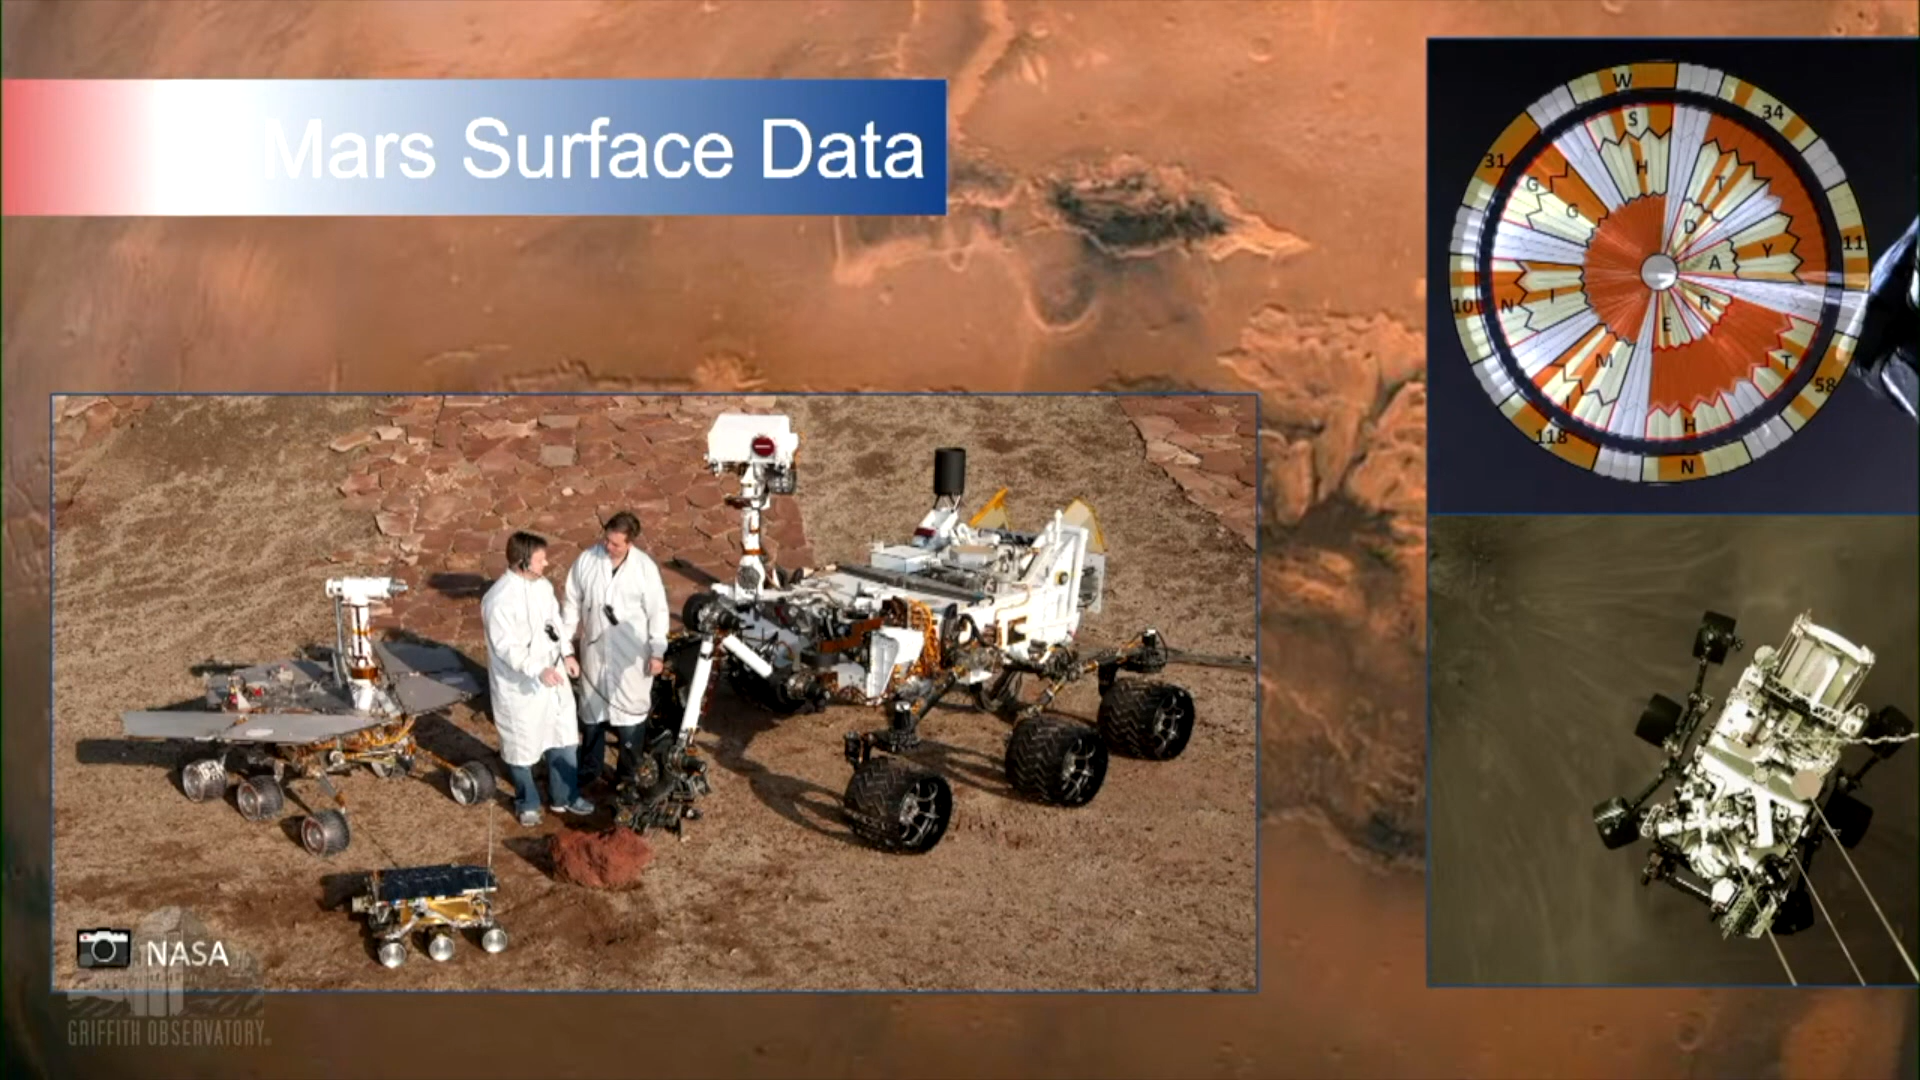 Mars Surface Data
W
34
S
31
H
T
G
G
D
Y
11
A
10
N
I
R
E
M
T
58
I
H
118
N
NASA
GRIFFITH OBSERVATORY